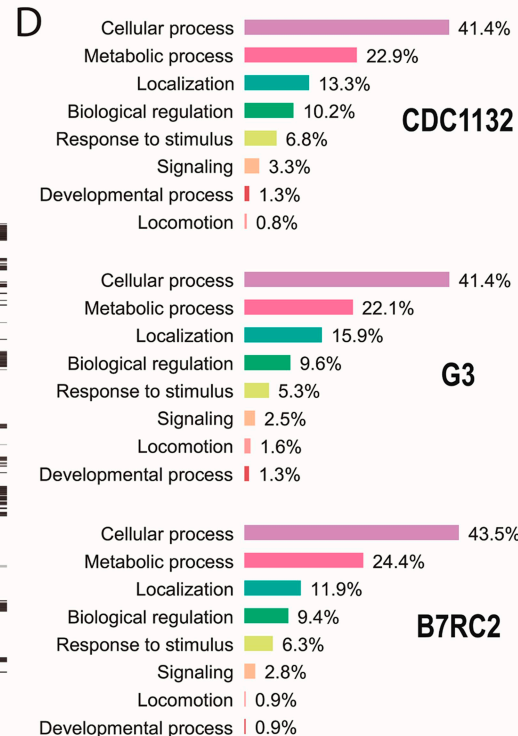 D
Cellular process 41.4%
Metabolic process 22.9%
Localization 13.3%
Biological regulation 10.2%
CDC1132
Response to stimulus 6.8%
Signaling 3.3%
Developmental process 1.3%
Locomotion 0.8%
Cellular process 41.4%
Metabolic process 22.1%
Localization 15.9%
Biological regulation 9.6%
G3
Response to stimulus 5.3%
Signaling 2.5%
Locomotion 1.6%
Developmental process 1.3%
Cellular process 43.5%
Metabolic process 24.4%
Localization 11.9%
Biological regulation 9.4%
B7RC2
Response to stimulus 6.3%
Signaling 2.8%
Locomotion 0.9%
Developmental process 0.9%